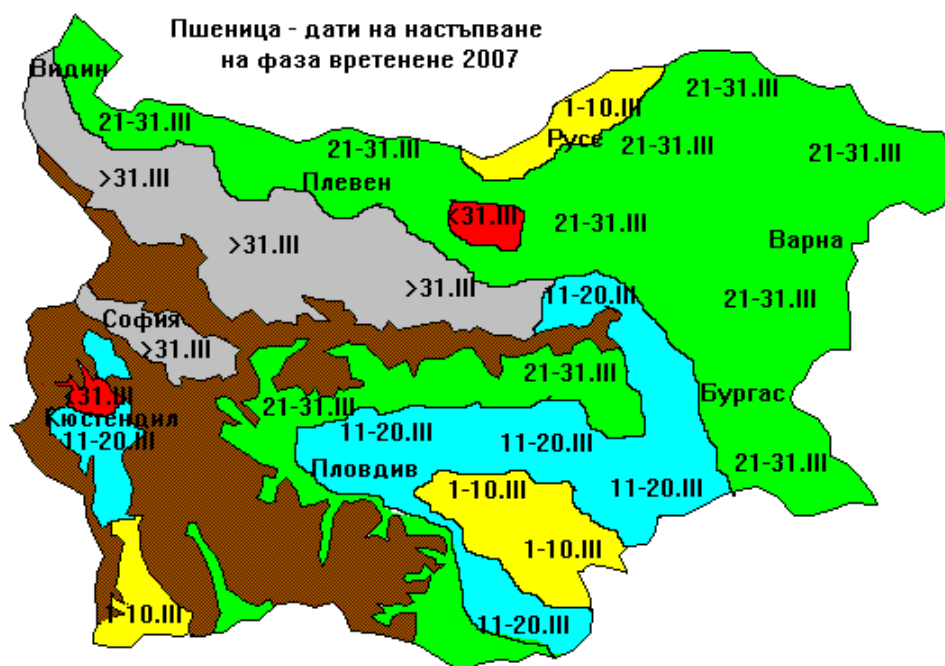 Пшеница - дати на настъпване
на фаза вретенене 2007
Видин
21-31.III
1-10.III
21-31.III
Русе
21-31.III
21-31.III
21-31.III
>31.III
Плевен
<31.III
21-31.III
>31.III
Варна
>31.III
11-20.III
21-31.III
София
>31.III
21-31.III
31.III
Бургас
21-31.III
Кюстендил
11-20.III
11-20.III
11-20.III
Пловдив
21-31.III
1-10.III
11-20.III
1-10.III
1-10.III
11-20.III